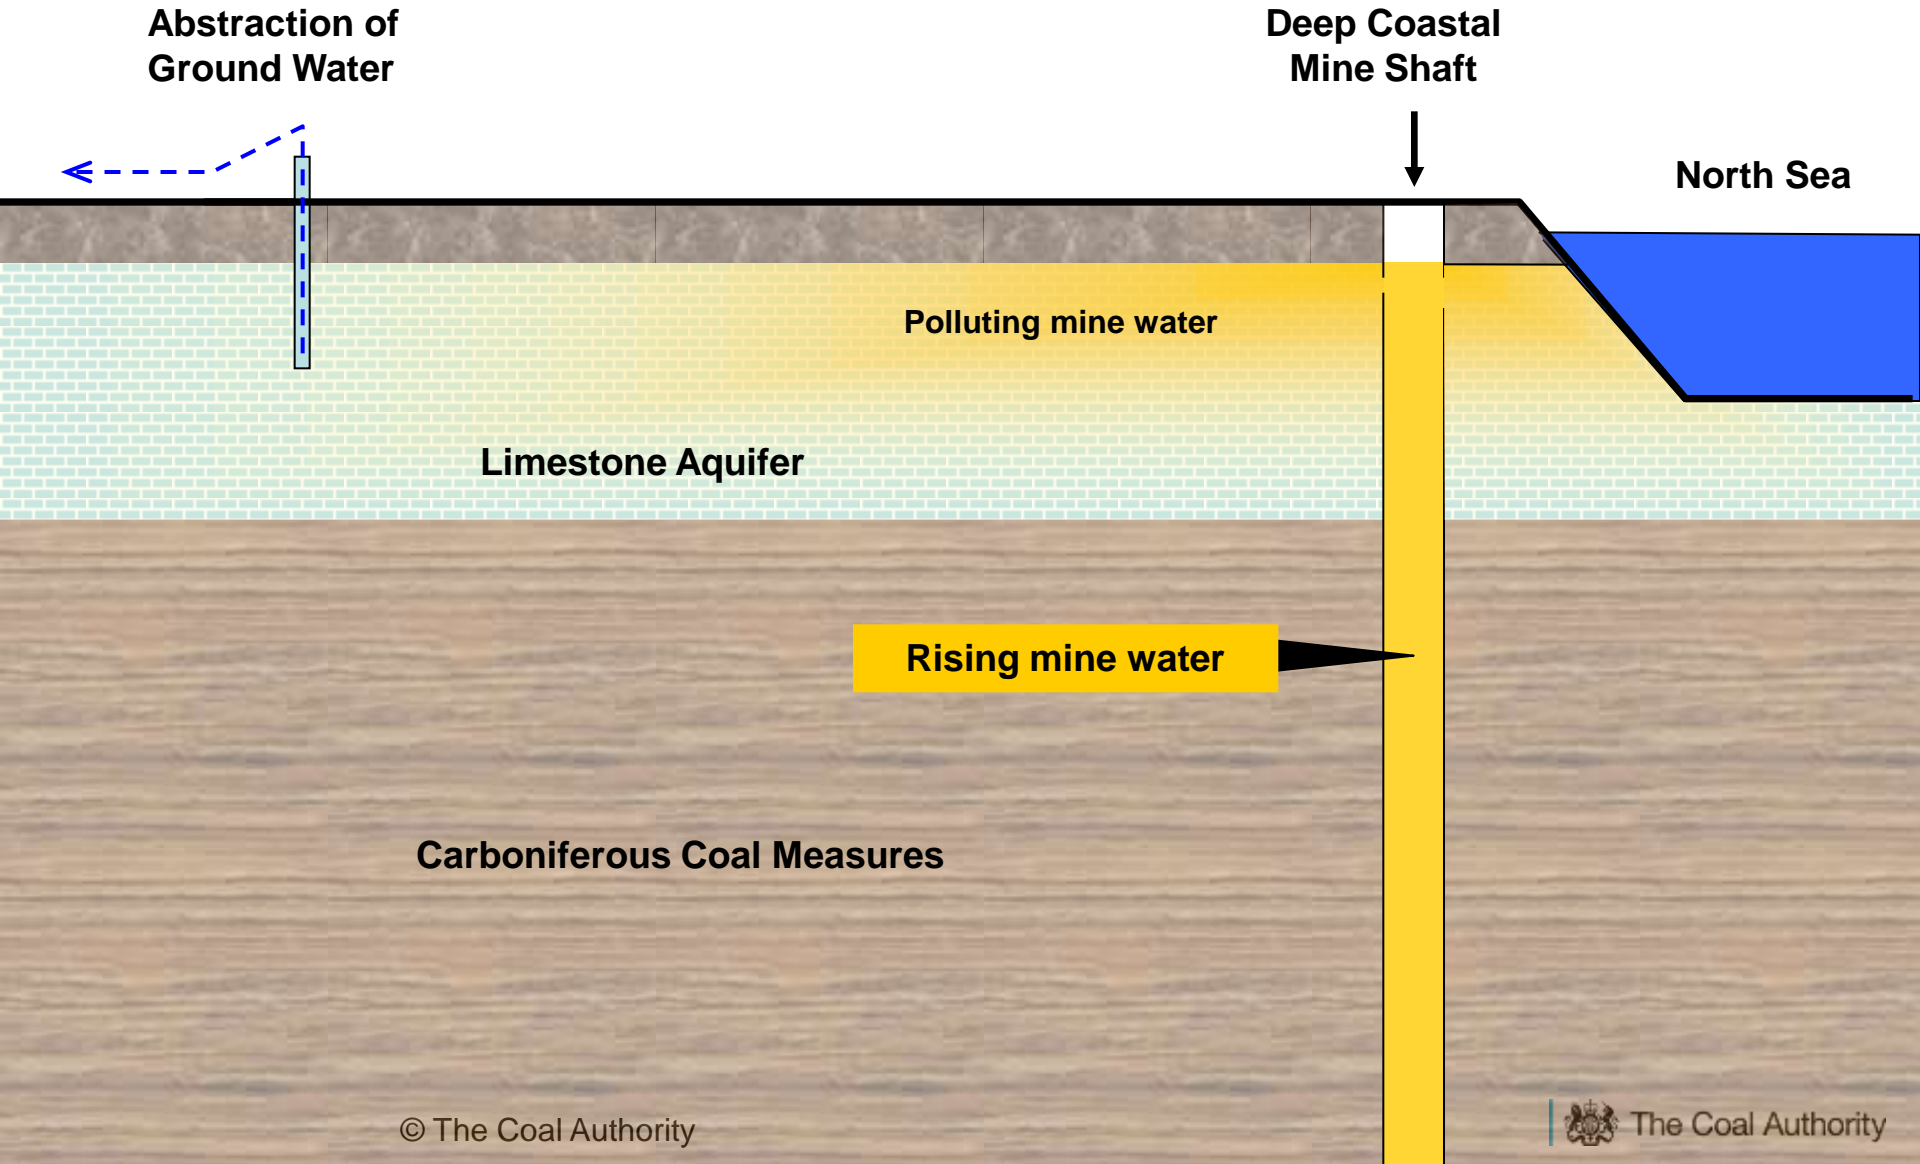 Abstraction of
Ground Water
Deep Coastal
Mine Shaft
North Sea
Polluting mine water
Limestone Aquifer
Rising mine water
Carboniferous Coal Measures
© The Coal Authority
The Coal Authority